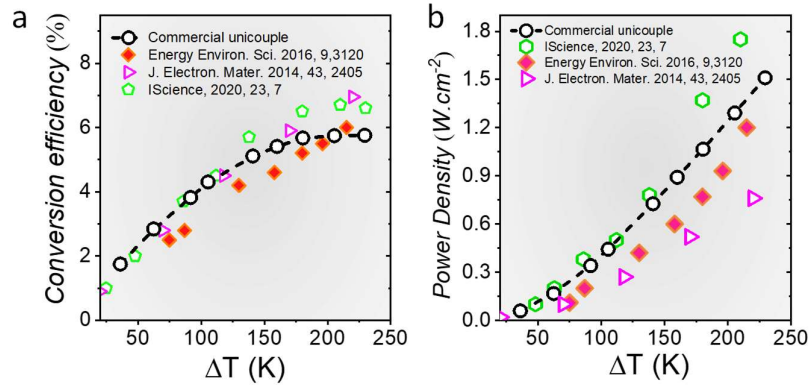 a
Conversion efficiency (%)
8
6
4
2
0
Commercial unicouple
Energy Environ. Sci. 2016, 9,3120
J. Electron. Mater. 2014, 43, 2405
IScience, 2020, 23, 7
50 100 150 200 250
ΔT (K)
b
Power Density (W.cm-2)
1.8
1.5
1.2
0.9
0.6
0.3
0.0
Commercial unicouple
IScience, 2020, 23, 7
Energy Environ. Sci. 2016, 9,3120
J. Electron. Mater. 2014, 43, 2405
50 100 150 200 250
ΔT (K)